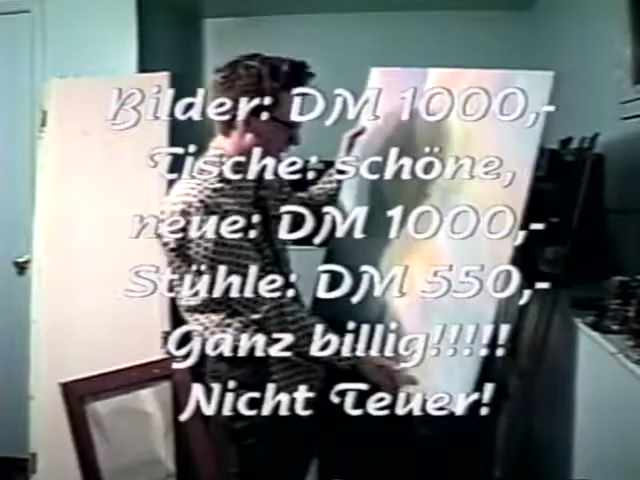 Bilder: DM 1000,-
Tische: schöne,
neue: DM 1000,-
Stühle: DM 550,-
Ganz billig!!!!!
Nicht Teuer!